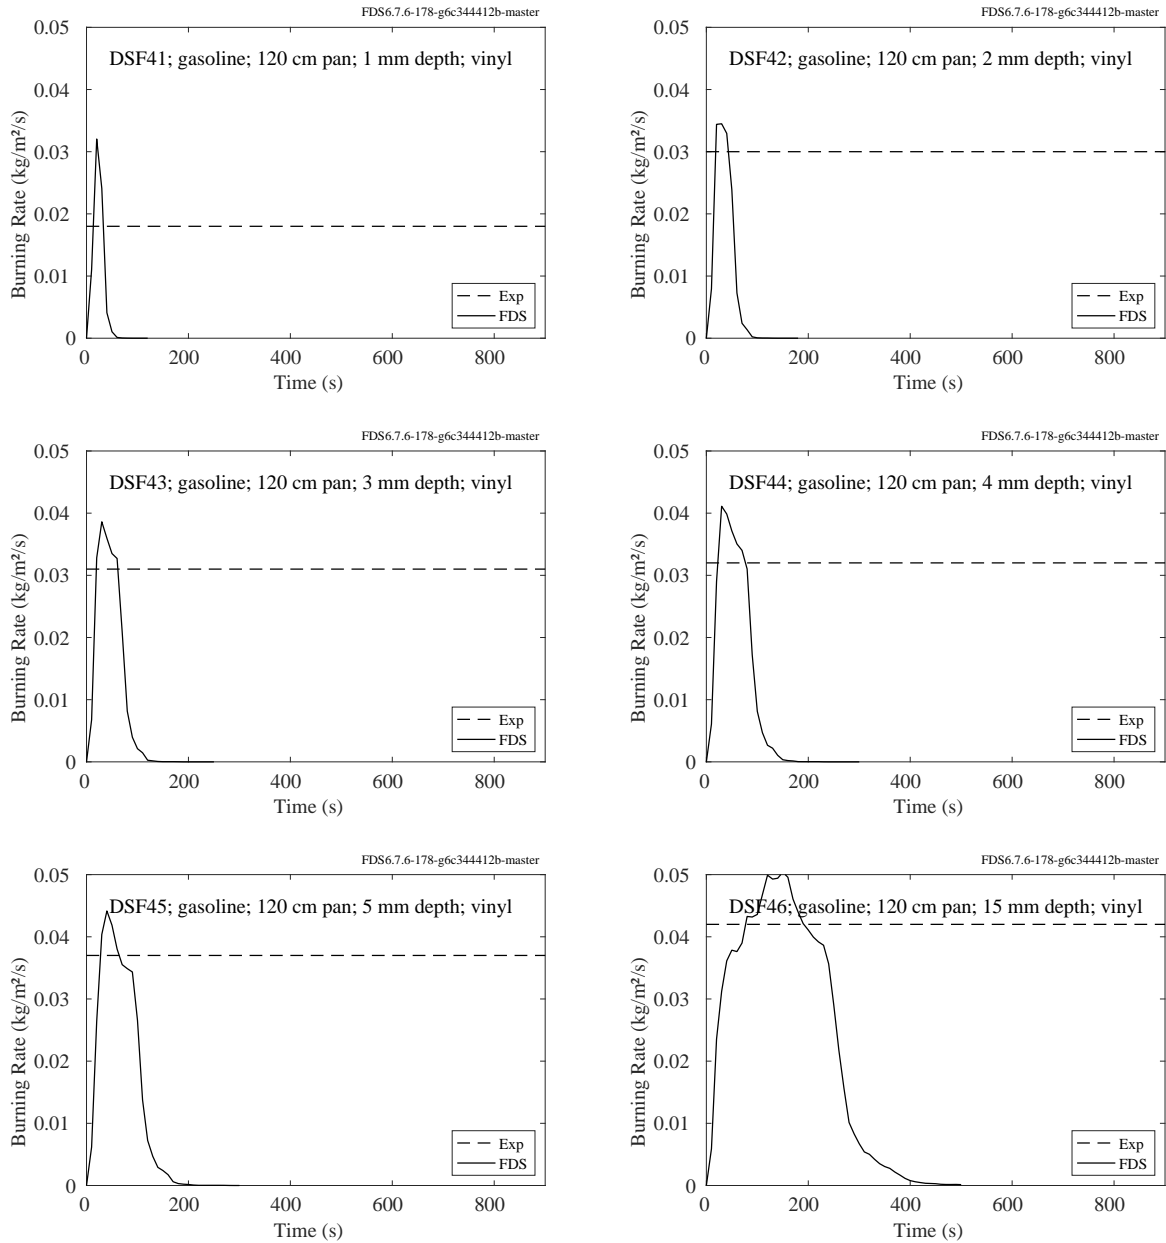 FDS6.7.6-178-g6c344412b-master
DSF41; gasoline; 120 cm pan; 1 mm depth; vinyl
0.05
0.04
0.03
0.02
0.01
0
Burning Rate (kg/m²/s)
0 200 400 600 800
Time (s)
Exp
FDS
FDS6.7.6-178-g6c344412b-master
DSF42; gasoline; 120 cm pan; 2 mm depth; vinyl
0.05
0.04
0.03
0.02
0.01
0
Burning Rate (kg/m²/s)
0 200 400 600 800
Time (s)
Exp
FDS
FDS6.7.6-178-g6c344412b-master
DSF43; gasoline; 120 cm pan; 3 mm depth; vinyl
0.05
0.04
0.03
0.02
0.01
0
Burning Rate (kg/m²/s)
0 200 400 600 800
Time (s)
Exp
FDS
FDS6.7.6-178-g6c344412b-master
DSF44; gasoline; 120 cm pan; 4 mm depth; vinyl
0.05
0.04
0.03
0.02
0.01
0
Burning Rate (kg/m²/s)
0 200 400 600 800
Time (s)
Exp
FDS
FDS6.7.6-178-g6c344412b-master
DSF45; gasoline; 120 cm pan; 5 mm depth; vinyl
0.05
0.04
0.03
0.02
0.01
0
Burning Rate (kg/m²/s)
0 200 400 600 800
Time (s)
Exp
FDS
FDS6.7.6-178-g6c344412b-master
DSF46; gasoline; 120 cm pan; 15 mm depth; vinyl
0.05
0.04
0.03
0.02
0.01
0
Burning Rate (kg/m²/s)
0 200 400 600 800
Time (s)
Exp
FDS